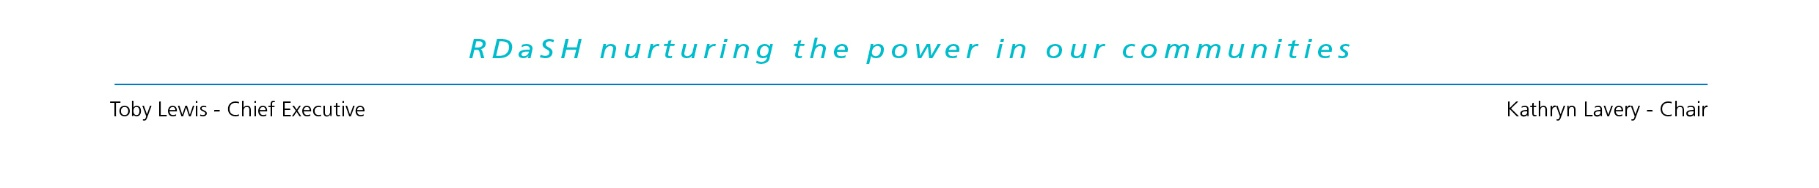 RDaSH nurturing the power in our communities
Toby Lewis - Chief Executive
Kathryn Lavery - Chair